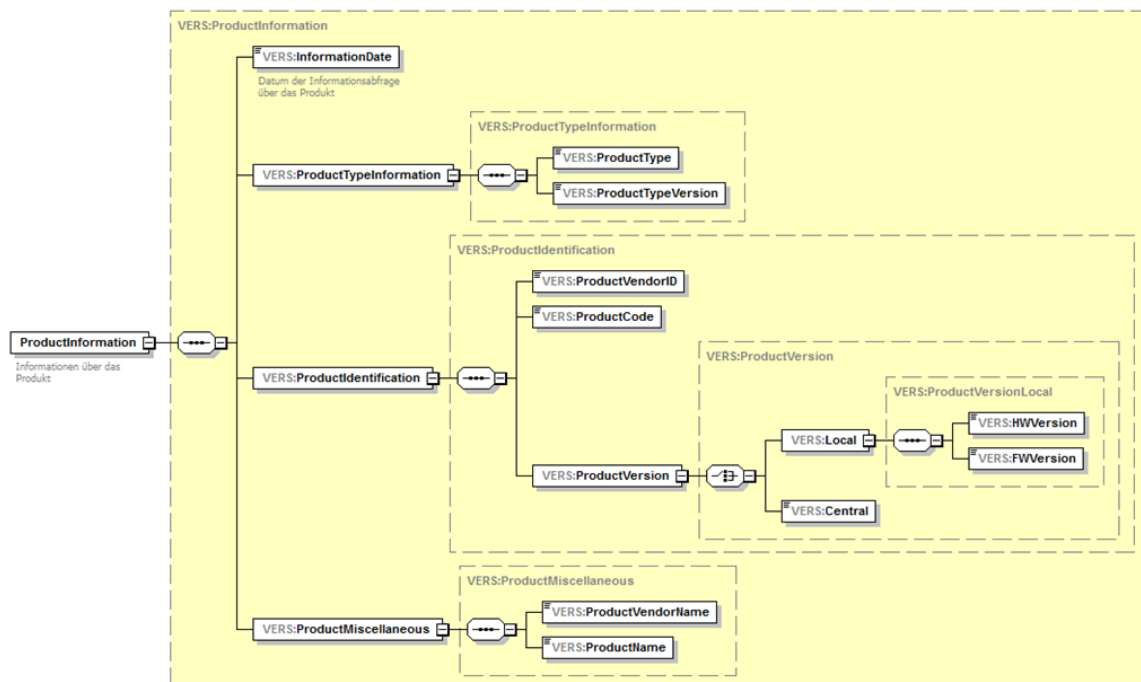 VERS:ProductInformation
VERS:InformationDate
Datum der Informationsabfrage
über das Produkt
VERS:ProductTypeInformation
VERS:ProductType
VERS:ProductTypeInformation
VERS:ProductTypeVersion
VERS:ProductIdentification
VERS:ProductVendorID
VERS:ProductCode
ProductInformation
Informationen über das
Produkt
VERS:ProductVersion
VERS:ProductIdentification
VERS:ProductVersionLocal
VERS:HWVersion
VERS:Local
VERS:FWVersion
VERS:ProductVersion
VERS:Central
VERS:ProductMiscellaneous
VERS:ProductVendorName
VERS:ProductMiscellaneous
VERS:ProductName